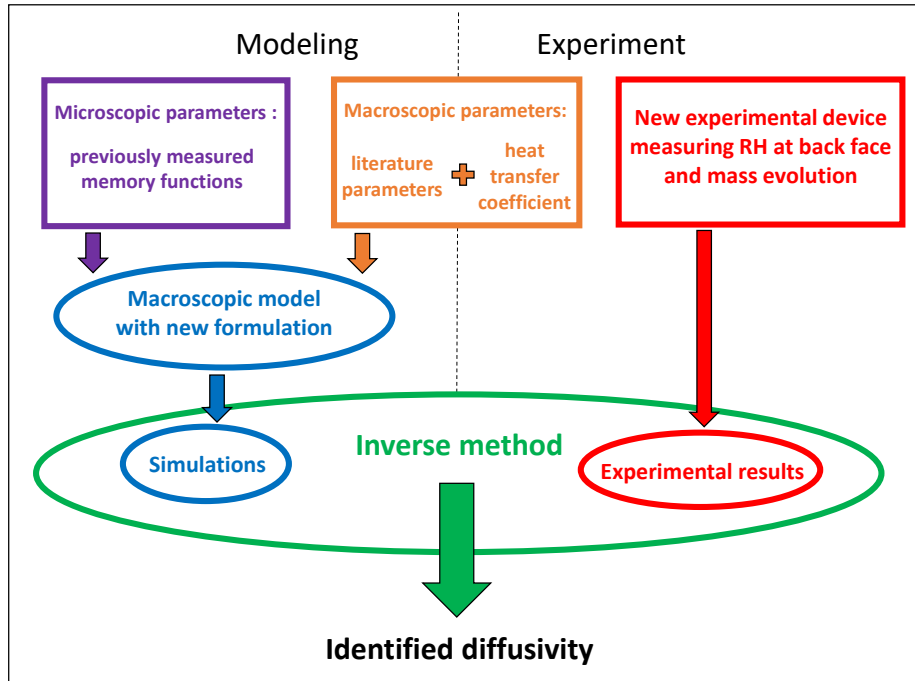 Modeling
Experiment
Microscopic parameters :
previously measured
memory functions
Macroscopic parameters:
literature
parameters
heat
transfer
coefficient
New experimental device
measuring RH at back face
and mass evolution
Macroscopic model
with new formulation
Inverse method
Simulations
Experimental results
Identified diffusivity